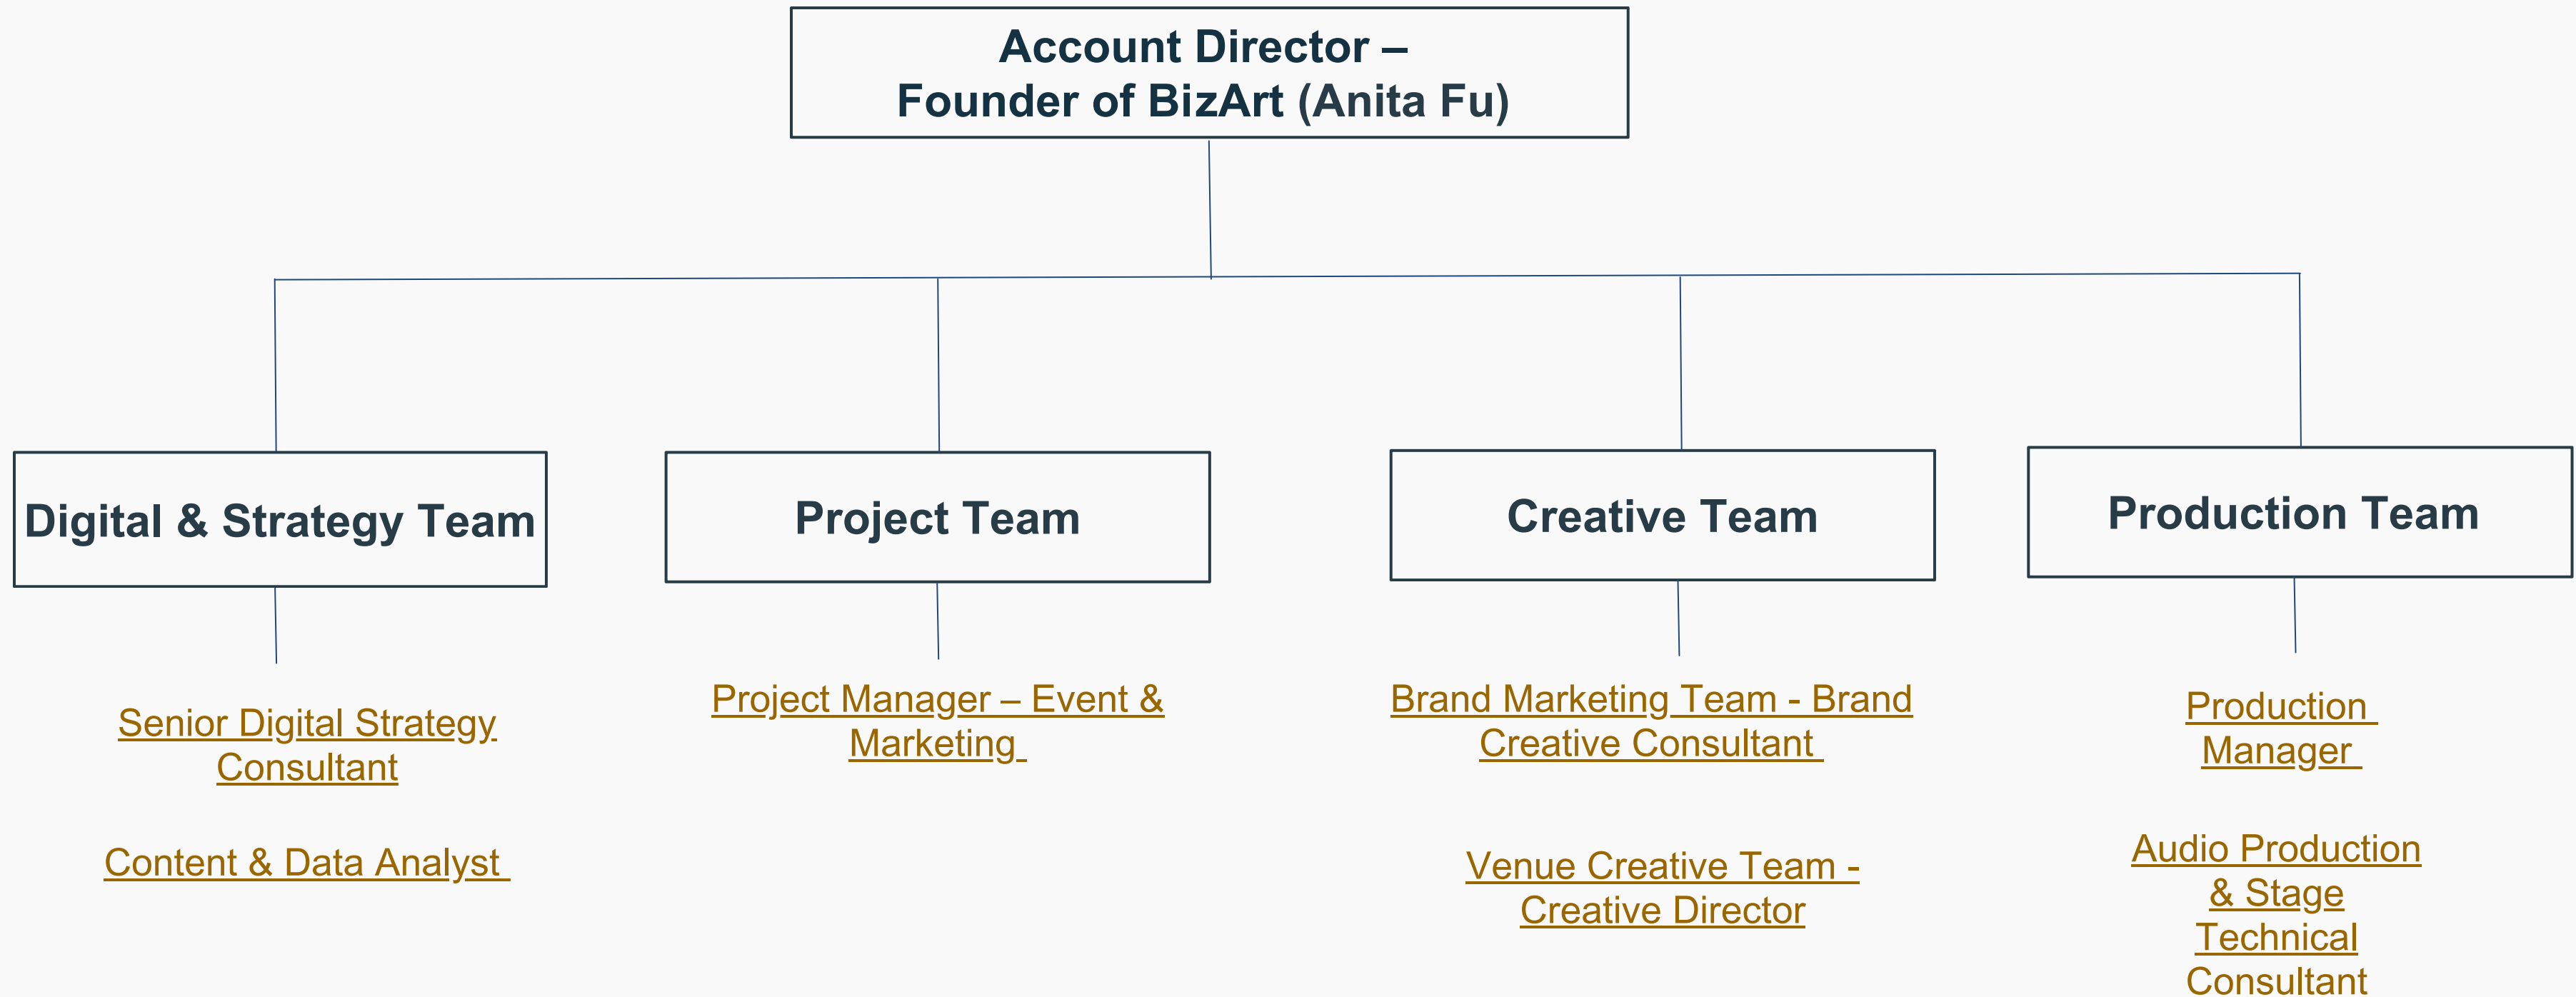 Account Director –
Founder of BizArt (Anita Fu)
Digital & Strategy Team
Project Team
Creative Team
Production Team
Senior Digital Strategy
Consultant
Content & Data Analyst
Project Manager – Event &
Marketing
Brand Marketing Team - Brand
Creative Consultant
Venue Creative Team -
Creative Director
Production
Manager
Audio Production
& Stage
Technical
Consultant